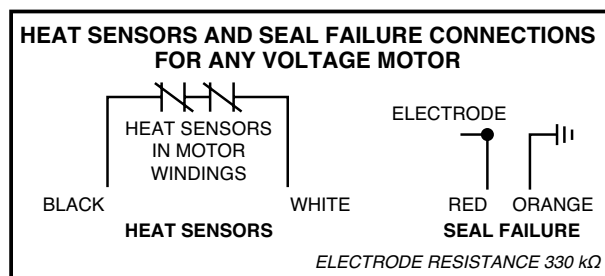 HEAT SENSORS AND SEAL FAILURE CONNECTIONS
FOR ANY VOLTAGE MOTOR
HEAT SENSORS
IN MOTOR
WINDINGS
BLACK
WHITE
HEAT SENSORS
ELECTRODE
RED
ORANGE
SEAL FAILURE
ELECTRODE RESISTANCE 330 kΩ